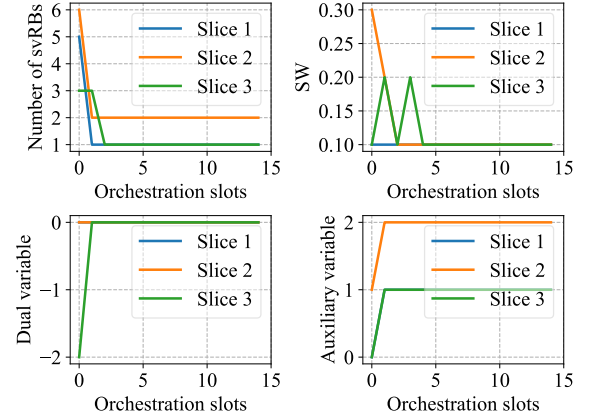 Number of svRBs
6
5
4
3
2
1
0
5
10
15
Orchestration slots
Slice 1
Slice 2
Slice 3
SW
0.30
0.25
0.20
0.15
0.10
0
5
10
15
Orchestration slots
Slice 1
Slice 2
Slice 3
Dual variable
0
−1
−2
0
5
10
15
Orchestration slots
Slice 1
Slice 2
Slice 3
Auxiliary variable
2
1
0
0
5
10
15
Orchestration slots
Slice 1
Slice 2
Slice 3